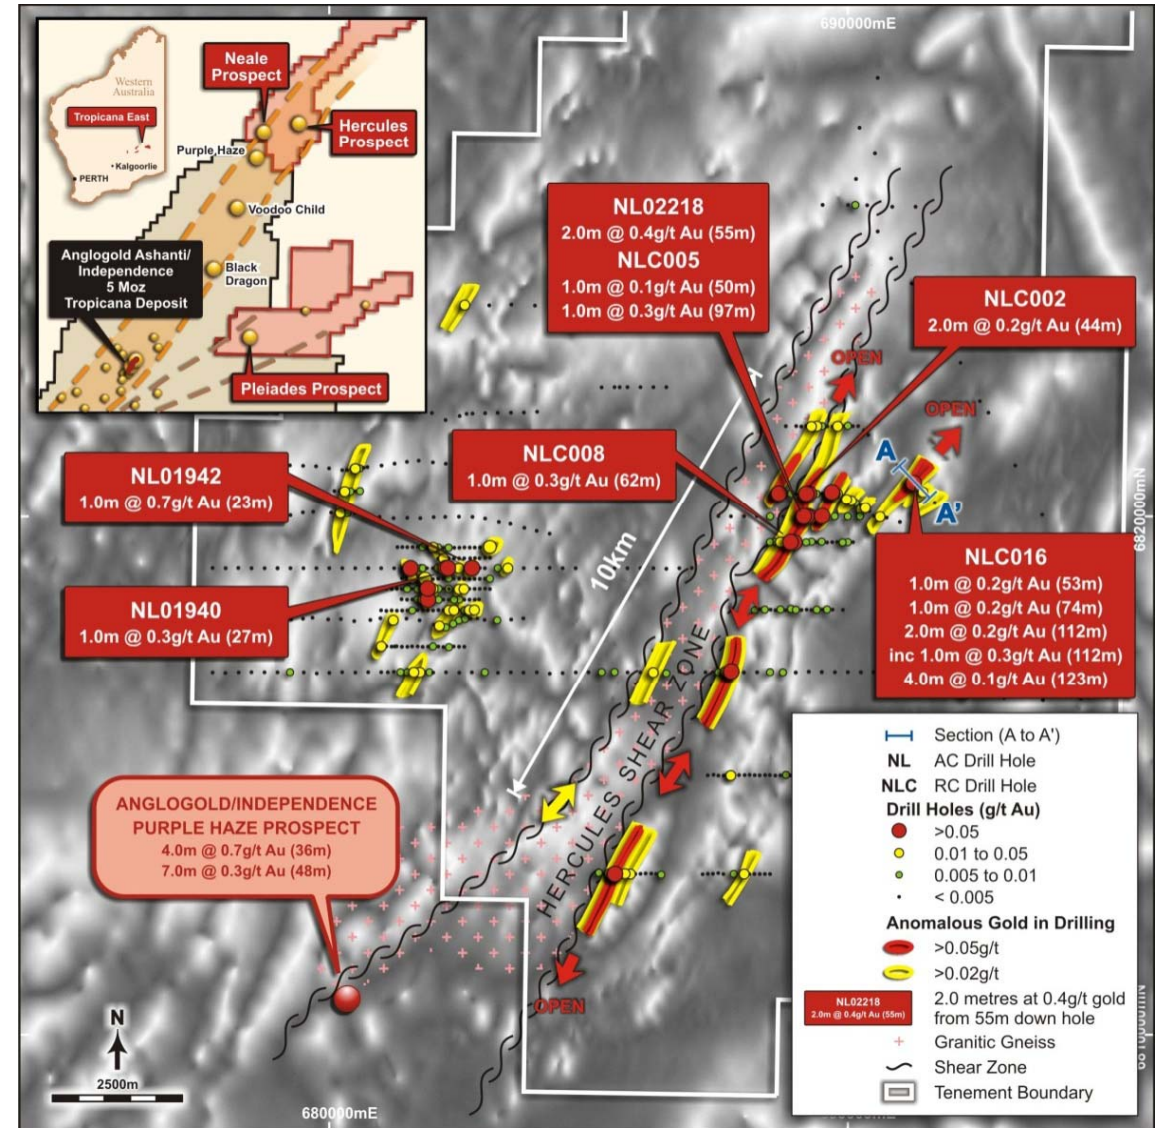 690000mE
Western
Australia
Tropicana East
Kalgoorlie
PERTH
Neale
Prospect
Hercules
Prospect
Purple Haze
Voodoo Child
Anglogold Ashanti/
Independence
5 Moz
Tropicana Deposit
Black
Dragon
Pleiades Prospect
NL02218
2.0m @ 0.4g/t Au (55m)
NLC005
1.0m @ 0.1g/t Au (50m)
1.0m @ 0.3g/t Au (97m)
NLC002
2.0m @ 0.2g/t Au (44m)
OPEN
OPEN
NLC008
1.0m @ 0.3g/t Au (62m)
NL01942
1.0m @ 0.7g/t Au (23m)
A
A'
6820000mN
NLC016
1.0m @ 0.2g/t Au (53m)
1.0m @ 0.2g/t Au (74m)
2.0m @ 0.2g/t Au (112m)
inc 1.0m @ 0.3g/t Au (112m)
4.0m @ 0.1g/t Au (123m)
10km
NL01940
1.0m @ 0.3g/t Au (27m)
HERCULES SHEAR ZONE
ANGLOGOLD/INDEPENDENCE
PURPLE HAZE PROSPECT
4.0m @ 0.7g/t Au (36m)
7.0m @ 0.3g/t Au (48m)
OPEN
Section (A to A')
NL AC Drill Hole
NLC RC Drill Hole
Drill Holes (g/t Au)
>0.05
0.01 to 0.05
0.005 to 0.01
< 0.005
Anomalous Gold in Drilling
>0.05g/t
>0.02g/t
NL02218
2.0m @ 0.4g/t Au (55m)
2.0 metres at 0.4g/t gold
from 55m down hole
Granitic Gneiss
Shear Zone
Tenement Boundary
N
2500m
680000mE